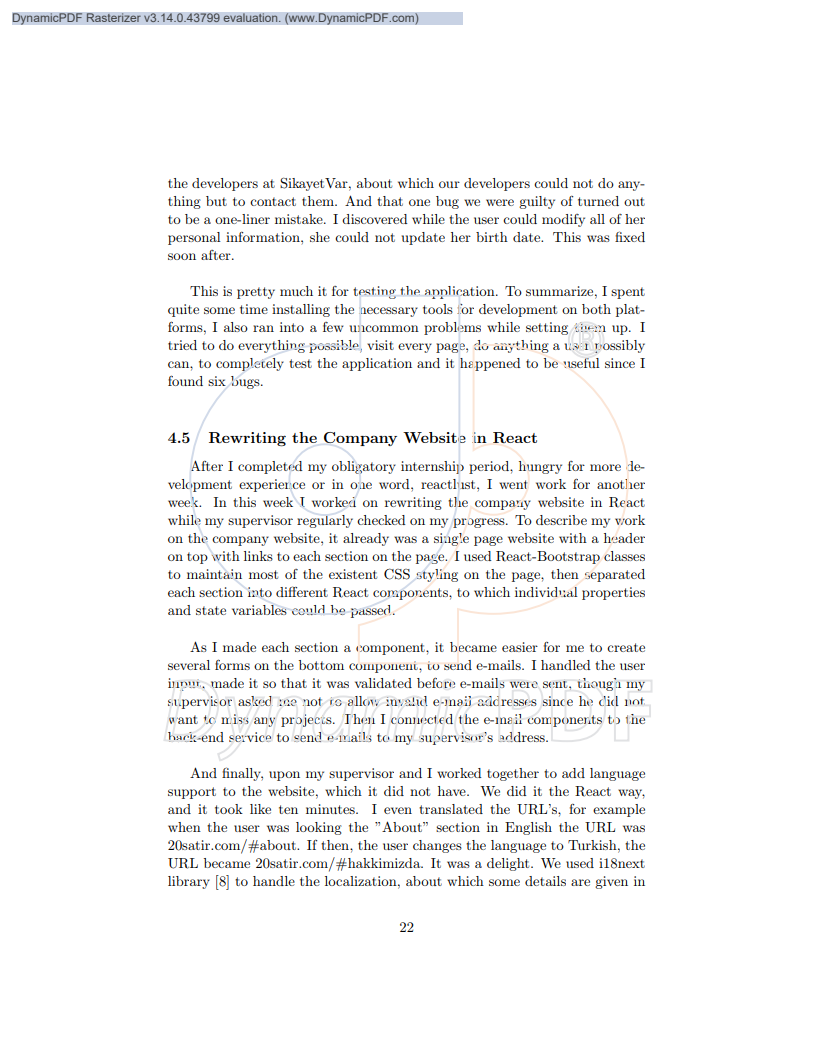 DynamicPDF Rasterizer v3.14.0.43799 evaluation. (www.DynamicPDF.com)
the developers at SikayetVar, about which our developers could not do any-
thing but to contact them. And that one bug we were guilty of turned out
to be a one-liner mistake. I discovered while the user could modify all of her
personal information, she could not update her birth date. This was fixed
soon after.
This is pretty much it for testing the application. To summarize, I spent
quite some time installing the necessary tools for development on both plat-
forms, I also ran into a few uncommon problems while setting them up. I
tried to do everything possible, visit every page, do anything a user possibly
can, to completely test the application and it happened to be useful since I
found six bugs.
4.5 Rewriting the Company Website in React
After I completed my obligatory internship period, hungry for more de-
velopment experience or in one word, reactlust, I went work for another
week. In this week I worked on rewriting the company website in React
while my supervisor regularly checked on my progress. To describe my work
on the company website, it already was a single page website with a header
on top with links to each section on the page. I used React-Bootstrap classes
to maintain most of the existent CSS styling on the page, then separated
each section into different React components, to which individual properties
and state variables could be passed.
As I made each section a component, it became easier for me to create
several forms on the bottom component, to send e-mails. I handled the user
input, made it so that it was validated before e-mails were sent, though my
supervisor asked me not to allow invalid e-mail addresses since he did not
want to miss any projects. Then I connected the e-mail components to the
back-end service to send e-mails to my supervisor's address.
DynamicPDF
And finally, upon my supervisor and I worked together to add language
support to the website, which it did not have. We did it the React way,
and it took like ten minutes. I even translated the URL's, for example
when the user was looking the ”About” section in English the URL was
20satir.com/#about. If then, the user changes the language to Turkish, the
URL became 20satir.com/#hakkimizda. It was a delight. We used i18next
library [8] to handle the localization, about which some details are given in
22